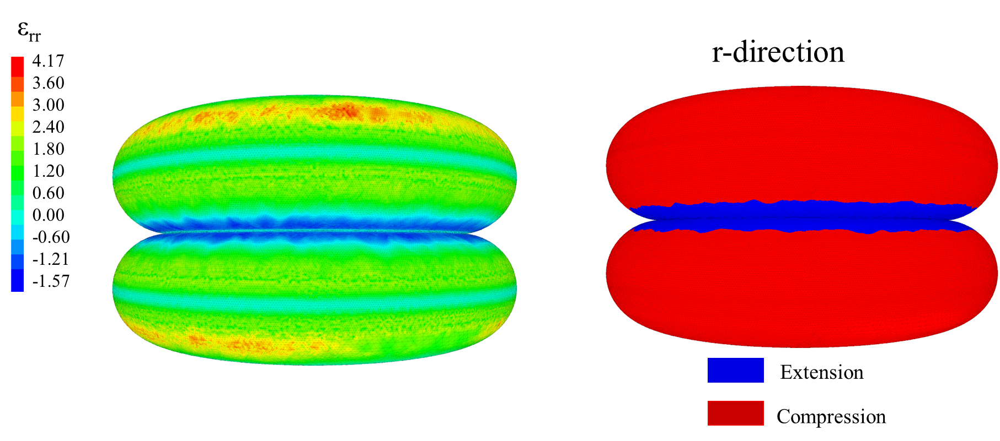 εrr
4.17
3.60
3.00
2.40
1.80
1.20
0.60
0.00
-0.60
-1.21
-1.57
r-direction
Extension
Compression